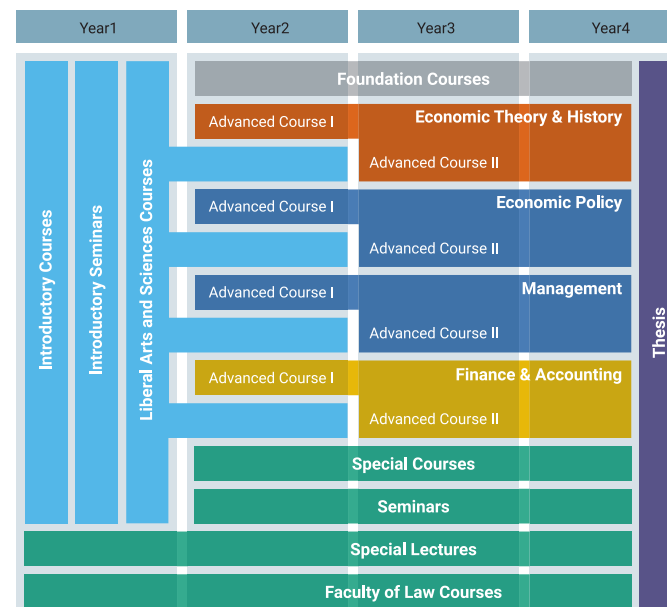 Year1
Year2
Year3
Year4
Introductory Courses
Introductory Seminars
Liberal Arts and Sciences Courses
Foundation Courses
Advanced Course I
Economic Theory & History
Advanced Course II
Advanced Course I
Economic Policy
Advanced Course II
Advanced Course I
Management
Advanced Course II
Advanced Course I
Finance & Accounting
Advanced Course II
Special Courses
Seminars
Special Lectures
Faculty of Law Courses
Thesis